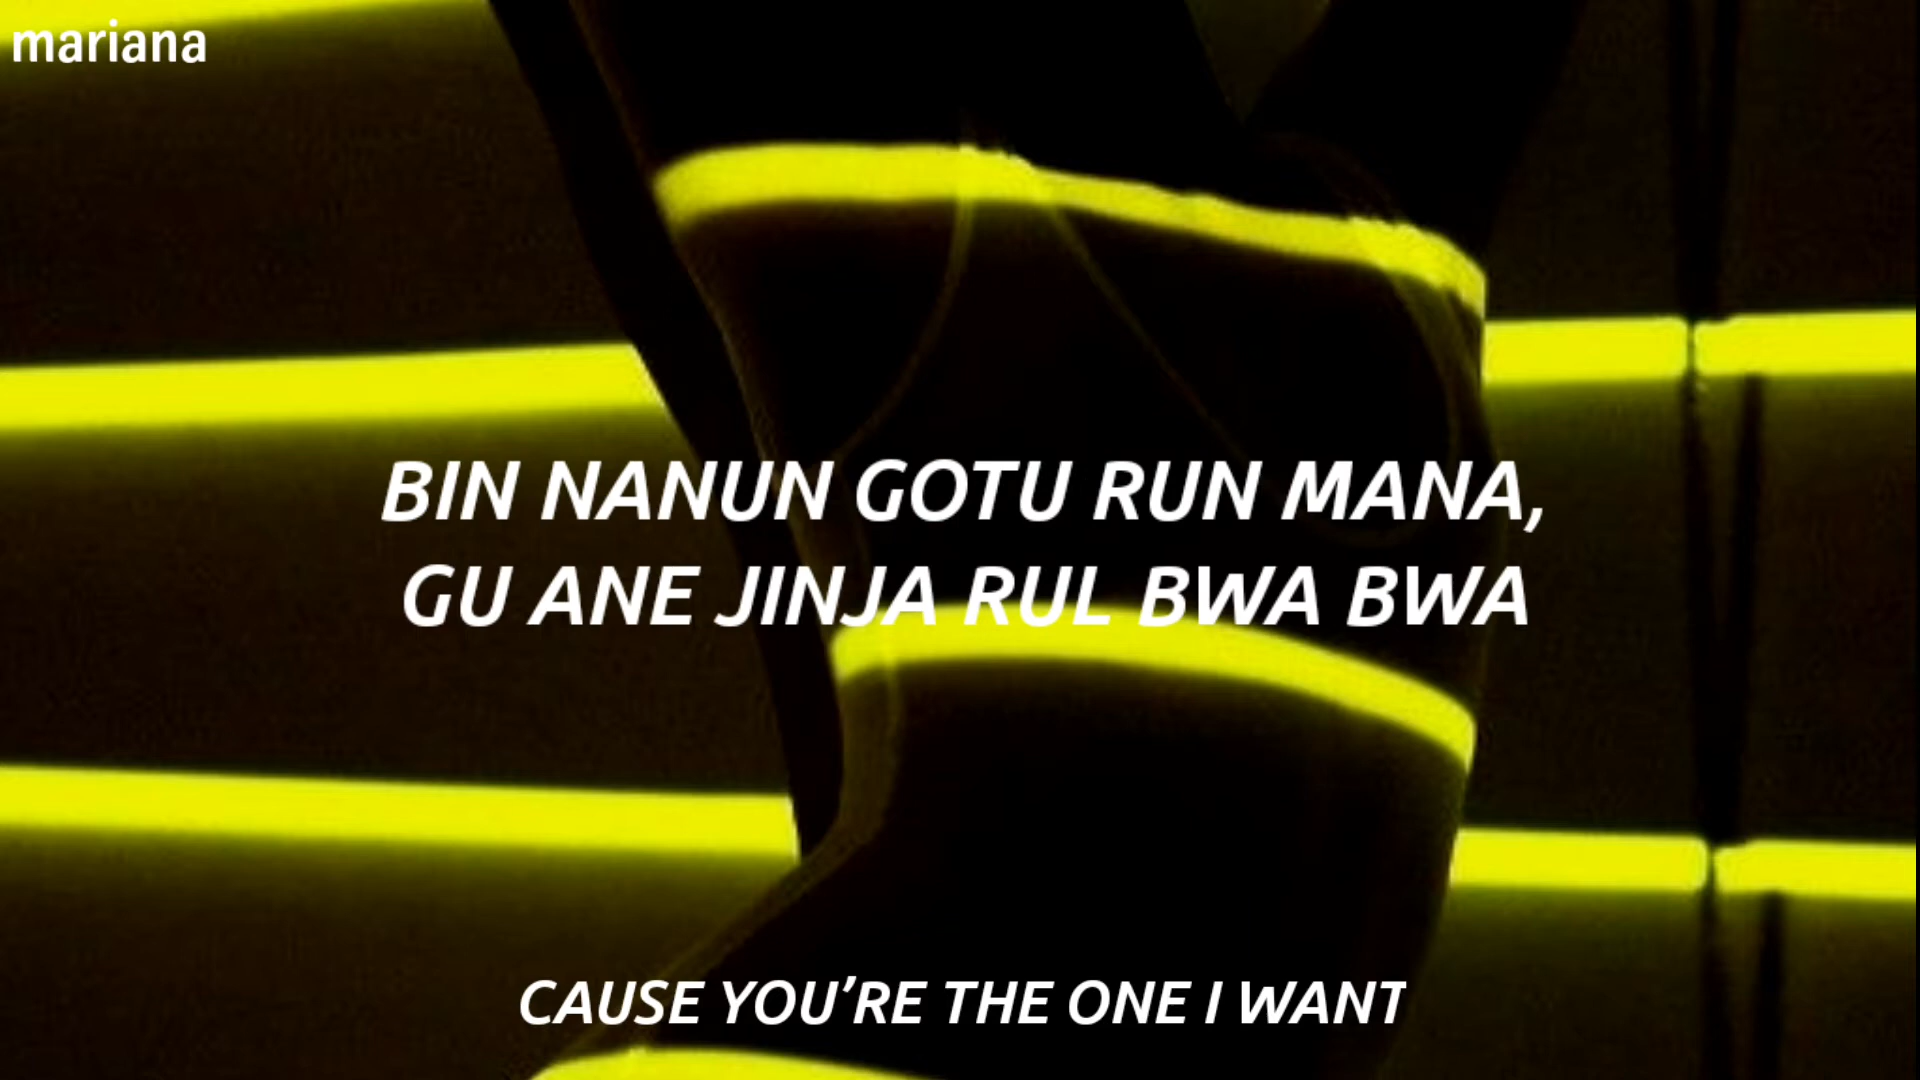 mariana
BIN NANUN GOTU RUN MANA,
GU ANE JINJA RUL BWA BWA
CAUSE YOU’RE THE ONE I WANT